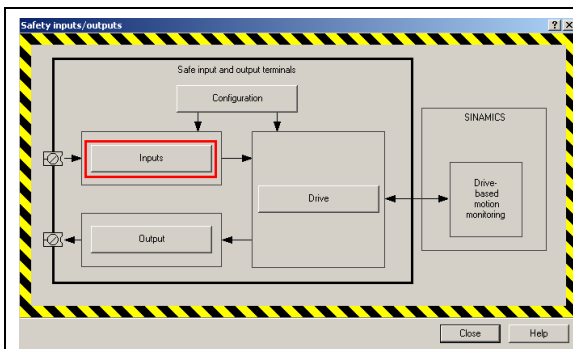 Safety inputs/outputs
Safe input and output terminals
Configuration
SINAMICS
Inputs
Drive
Drive-
based
motion
monitoring
Output
Close
Help